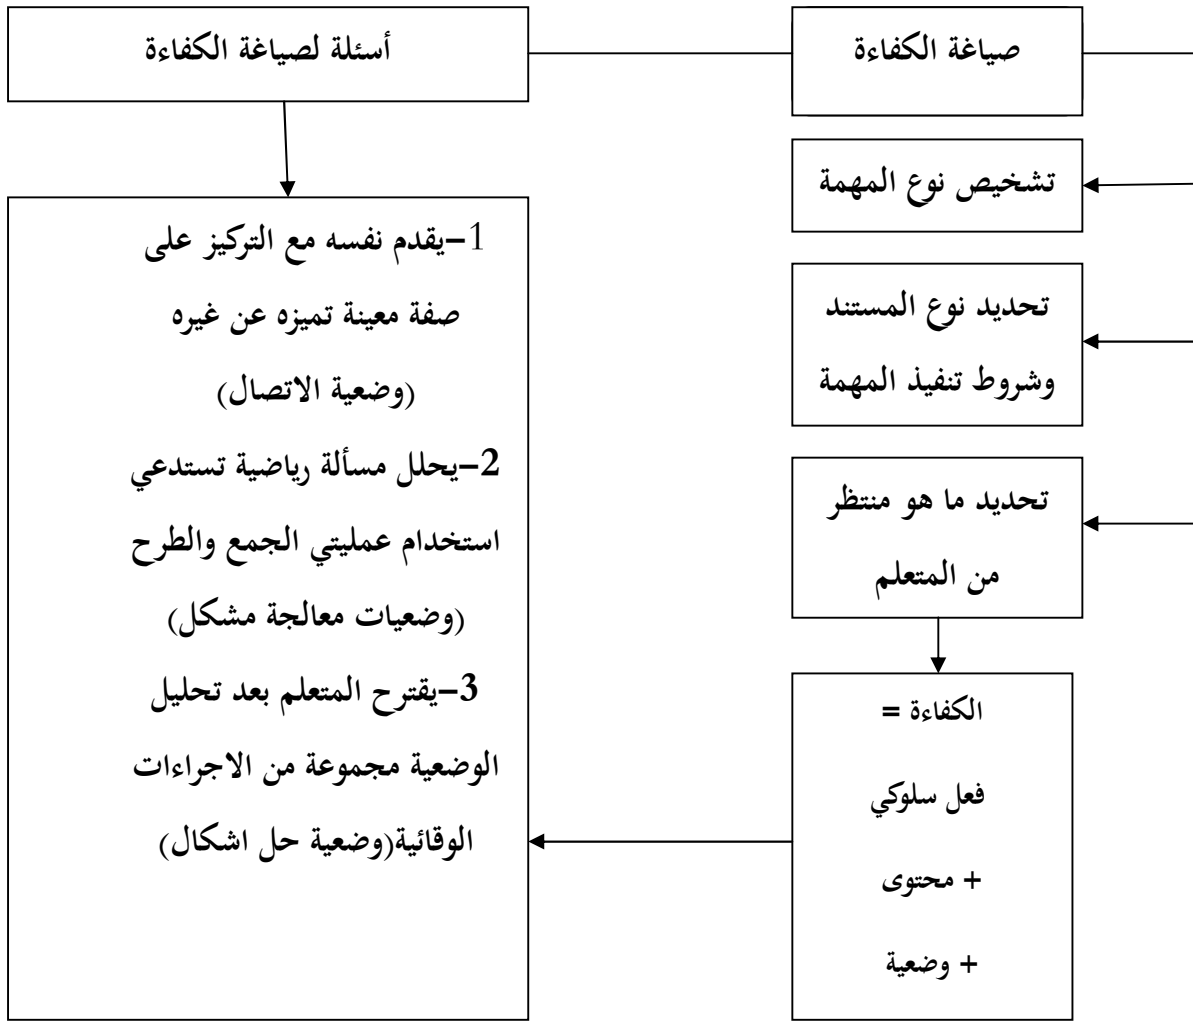 صياغة الكفاءة
أسئلة لصياغة الكفاءة
تشخيص نوع المهمة
تحديد نوع المستند
وشروط تنفيذ المهمة
تحديد ما هو منتظر
من المتعلم
الكفاءة =
فعل سلوكي
+ محتوى
+ وضعية
1-يقدم نفسه مع التركيز على
صفة معينة تميزه عن غيره
(وضعية الاتصال)
2-يحلل مسألة رياضية تستدعي
استخدام عمليتي الجمع والطرح
(وضعيات معالجة مشكل)
3-يقترح المتعلم بعد تحليل
الوضعية مجموعة من الاجراءات
الوقائية(وضعية حل اشكال)